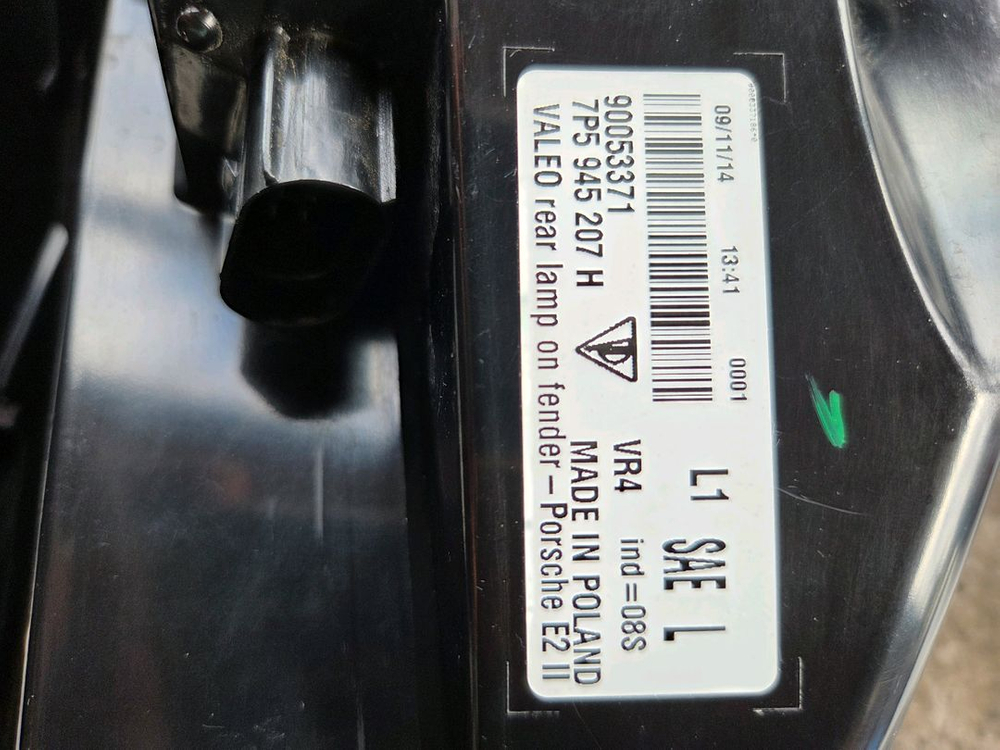 09/11/14 13:41 0001
L1 SAE L
90053371 VR4 ind=08S
7P5 945 207 H MADE IN POLAND
VALEO rear lamp on fender – Porsche E2 II